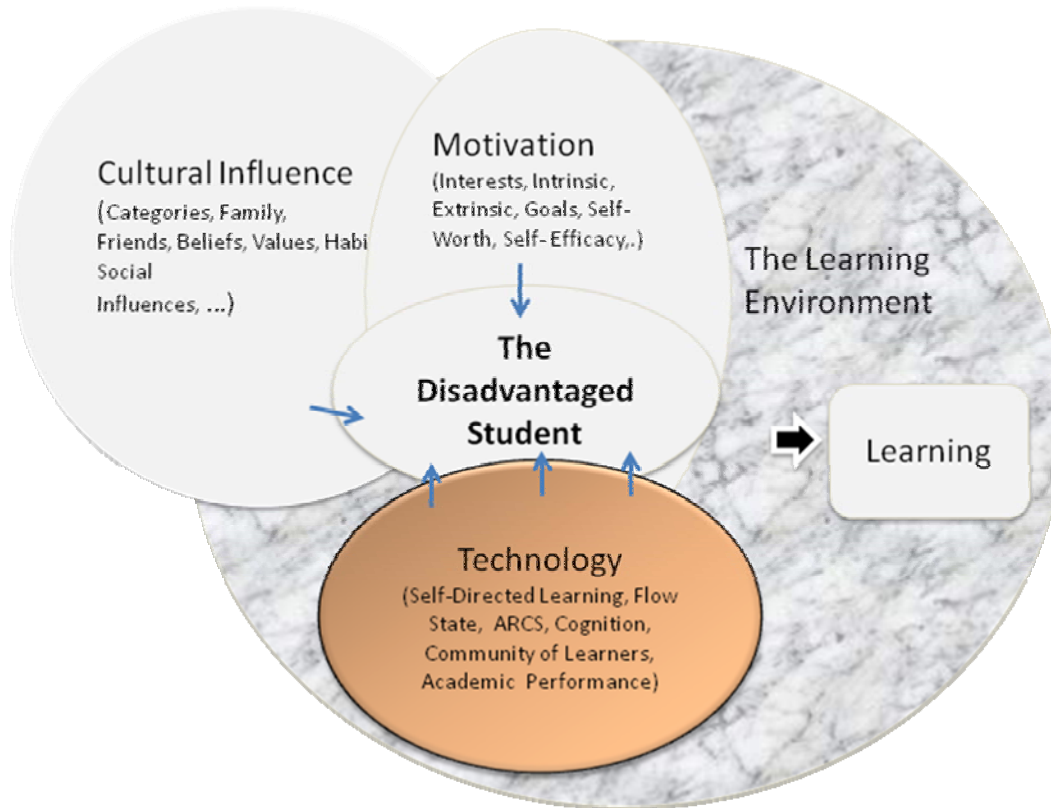 Cultural Influence
(Categories, Family,
Friends, Beliefs, Values, Habi
Social
Influences, ...)
Motivation
(Interests, Intrinsic,
Extrinsic, Goals, Self-
Worth, Self- Efficacy,.)
The Learning
Environment
The
Disadvantaged
Student
Learning
Technology
(Self-Directed Learning, Flow
State, ARCS, Cognition,
Community of Learners,
Academic Performance)